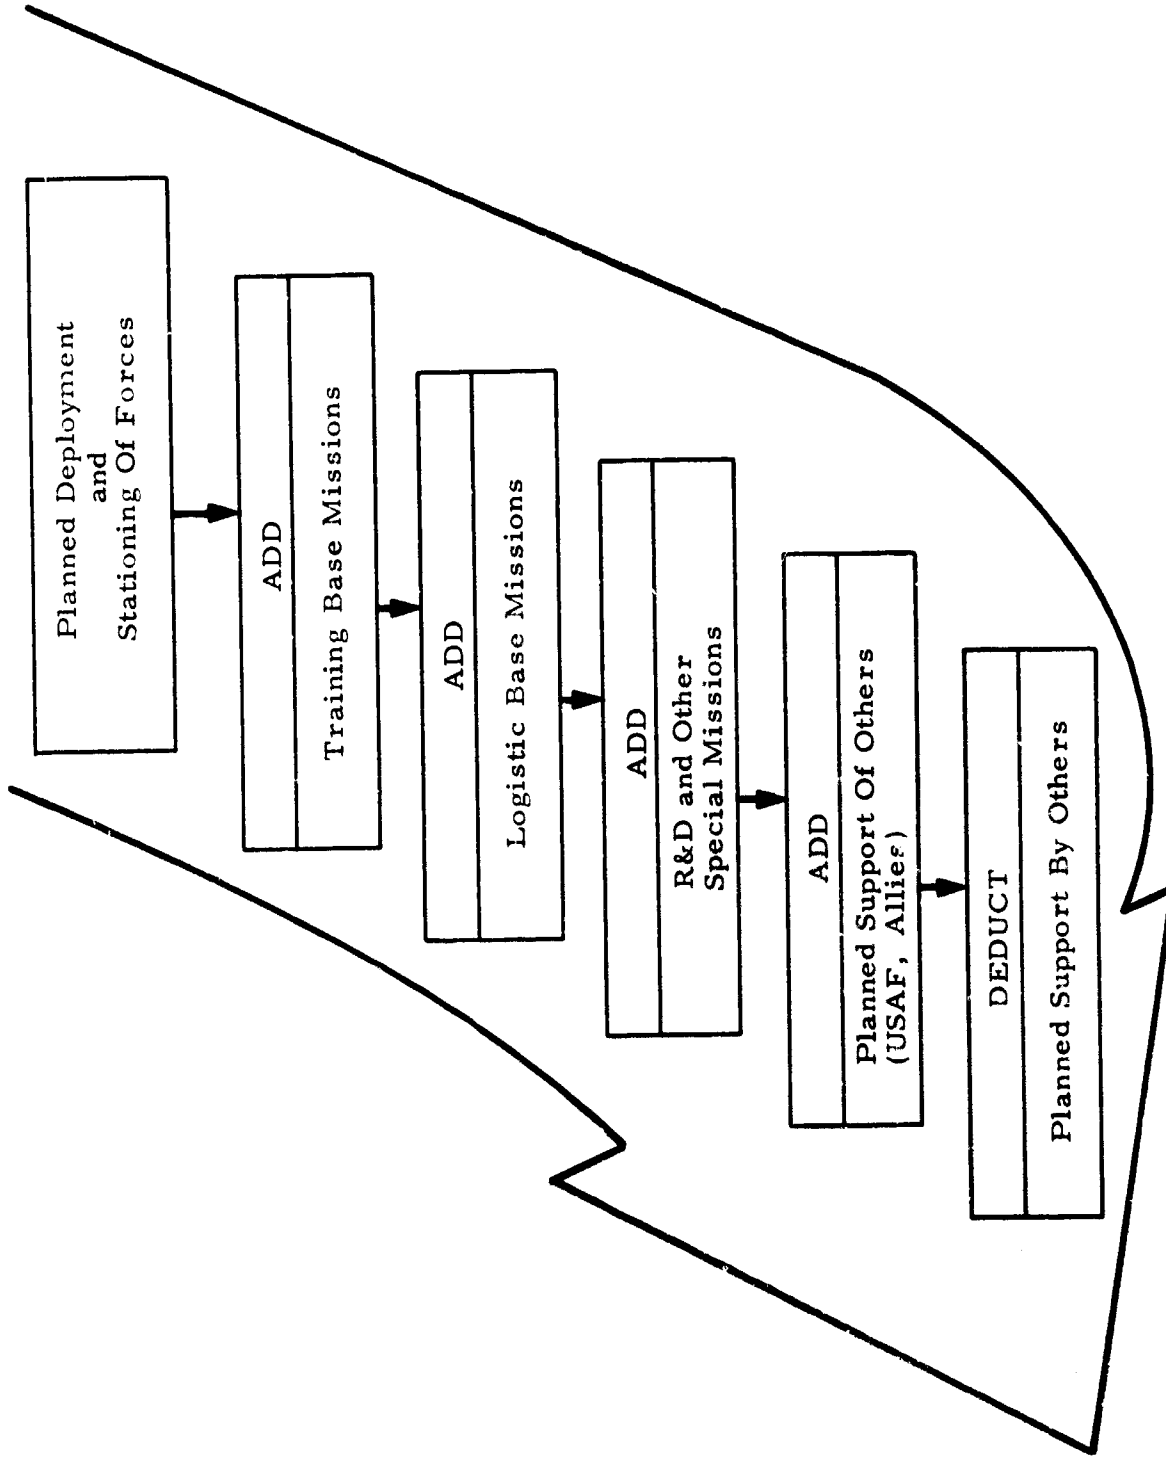 Planned Deployment
and
Stationing Of Forces
ADD
Training Base Missions
ADD
Logistic Base Missions
ADD
R&D and Other
Special Missions
ADD
Planned Support Of Others
(USAF, Allies)
DEDUCT
Planned Support By Others